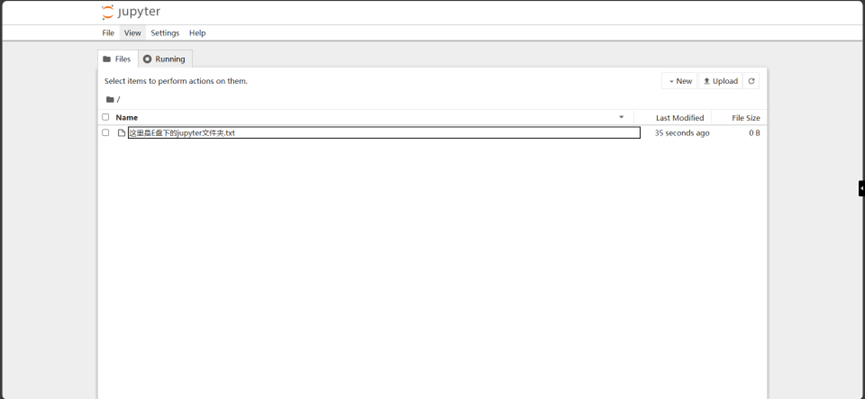 jupyter
File View Settings Help
Files Running
Select items to perform actions on them.
New Upload
/
Name Last Modified File Size
这里是E盘下的jupyter文件夹.txt 35 seconds ago 0 B